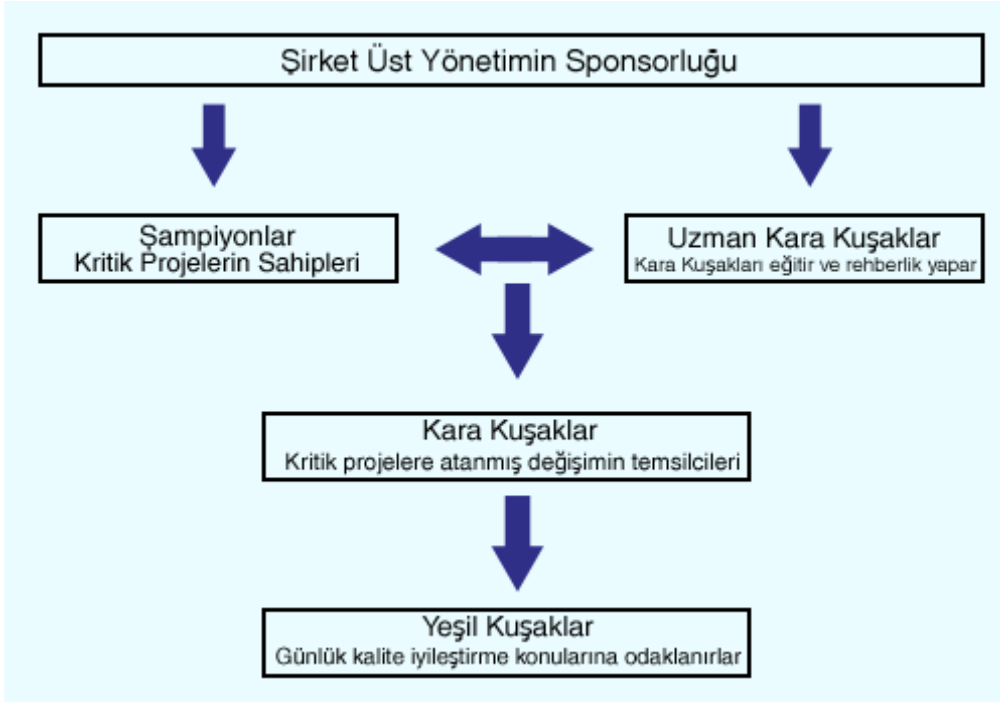 Şirket Üst Yönetimin Sponsorluğu
Şampiyonlar
Kritik Projelerin Sahipleri
Uzman Kara Kuşaklar
Kara Kuşakları eğitir ve rehberlik yapar
Kara Kuşaklar
Kritik projelere atanmış değişimin temsilcileri
Yeşil Kuşaklar
Günlük kalite iyileştirme konularına odaklanırlar